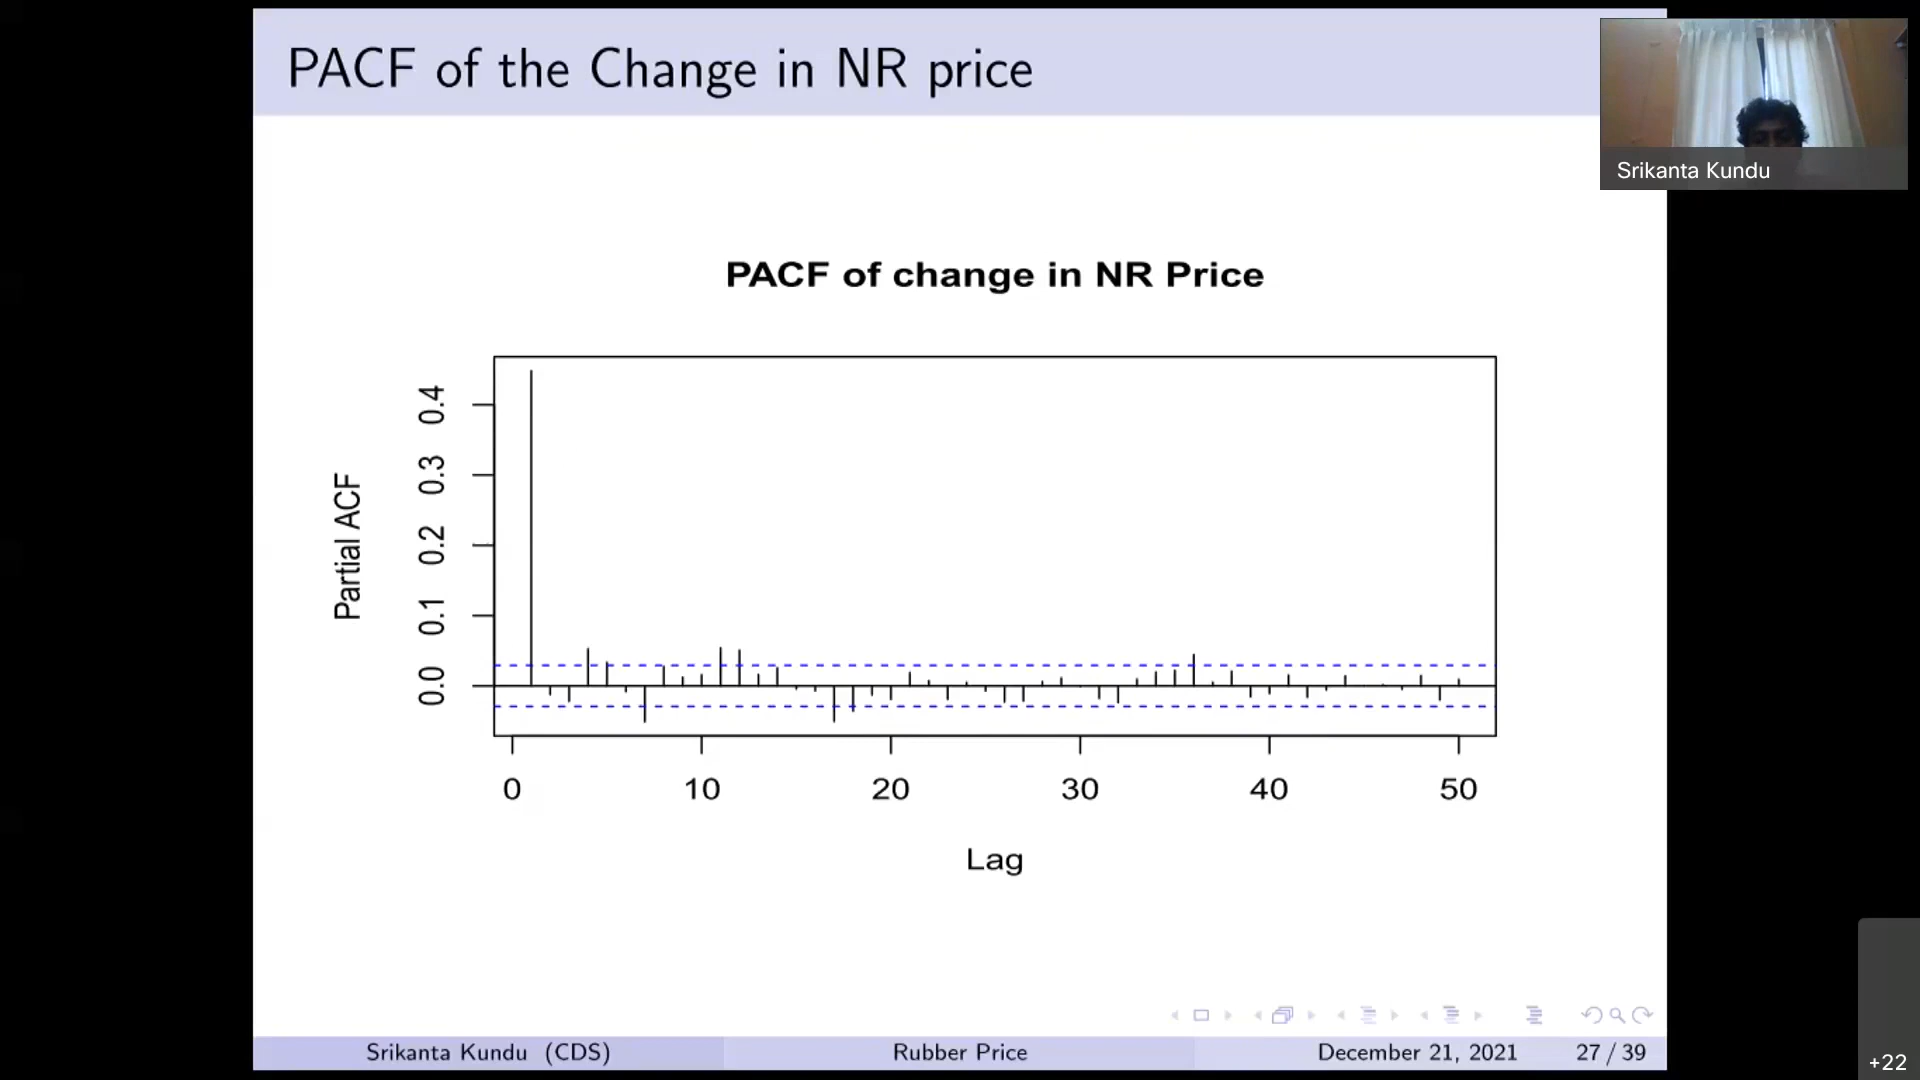 PACF of the Change in NR price
Srikanta Kundu
PACF of change in NR Price
Partial ACF
0.4
0.3
0.2
0.1
0.0
0 10 20 30 40 50
Lag
Srikanta Kundu (CDS) Rubber Price December 21, 2021 27 / 39
+22